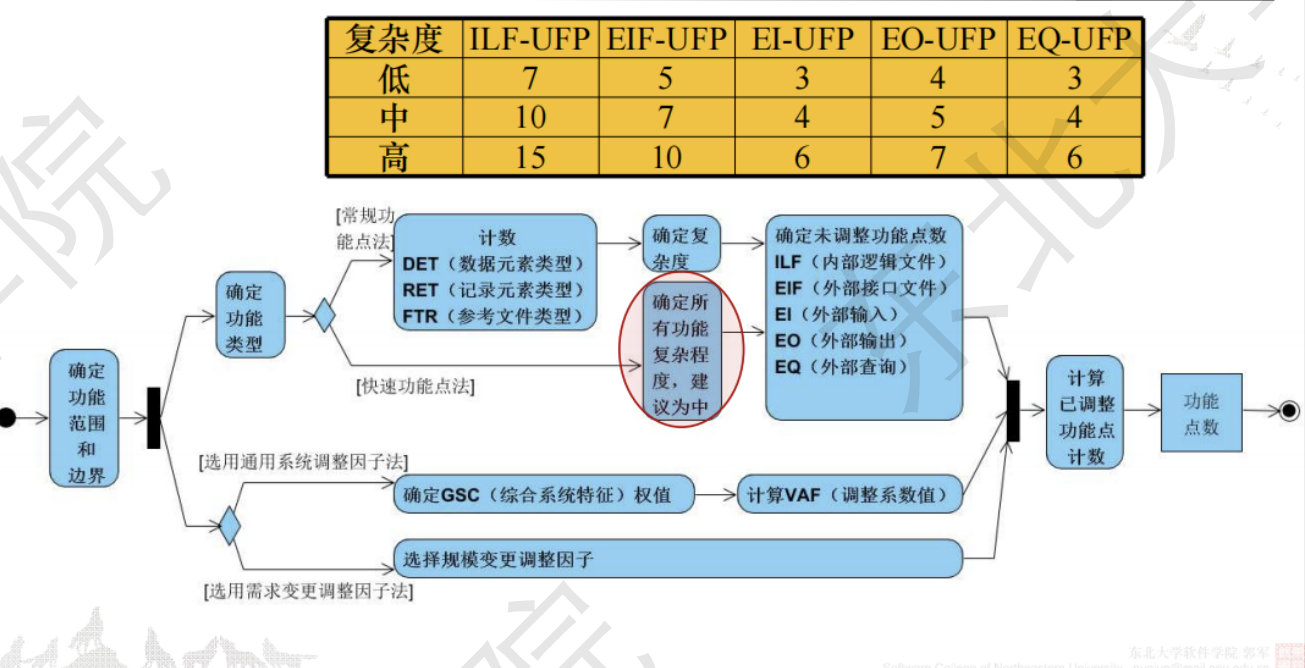 复杂度 ILF-UFP EIF-UFP EI-UFP EO-UFP EQ-UFP
低 7 5 3 4 3
中 10 7 4 5 4
高 15 10 6 7 6
[常规功
能点法]
计数
DET（数据元素类型）
RET（记录元素类型）
FTR（参考文件类型）
确定复
杂度
确定未调整功能点数
ILF（内部逻辑文件）
EIF（外部接口文件）
EI（外部输入）
EO（外部输出）
EQ（外部查询）
确定
功能
类型
确定所
有功能
复杂程
度，建
议为中
[快速功能点法]
确定
功能
范围
和
边界
计算
已调整
功能点
计数
功能
点数
[选用通用系统调整因子法]
确定GSC（综合系统特征）权值
计算VAF（调整系数值）
选择规模变更调整因子
[选用需求变更调整因子法]
院
东北大
院
东北大学软件学院 郭军